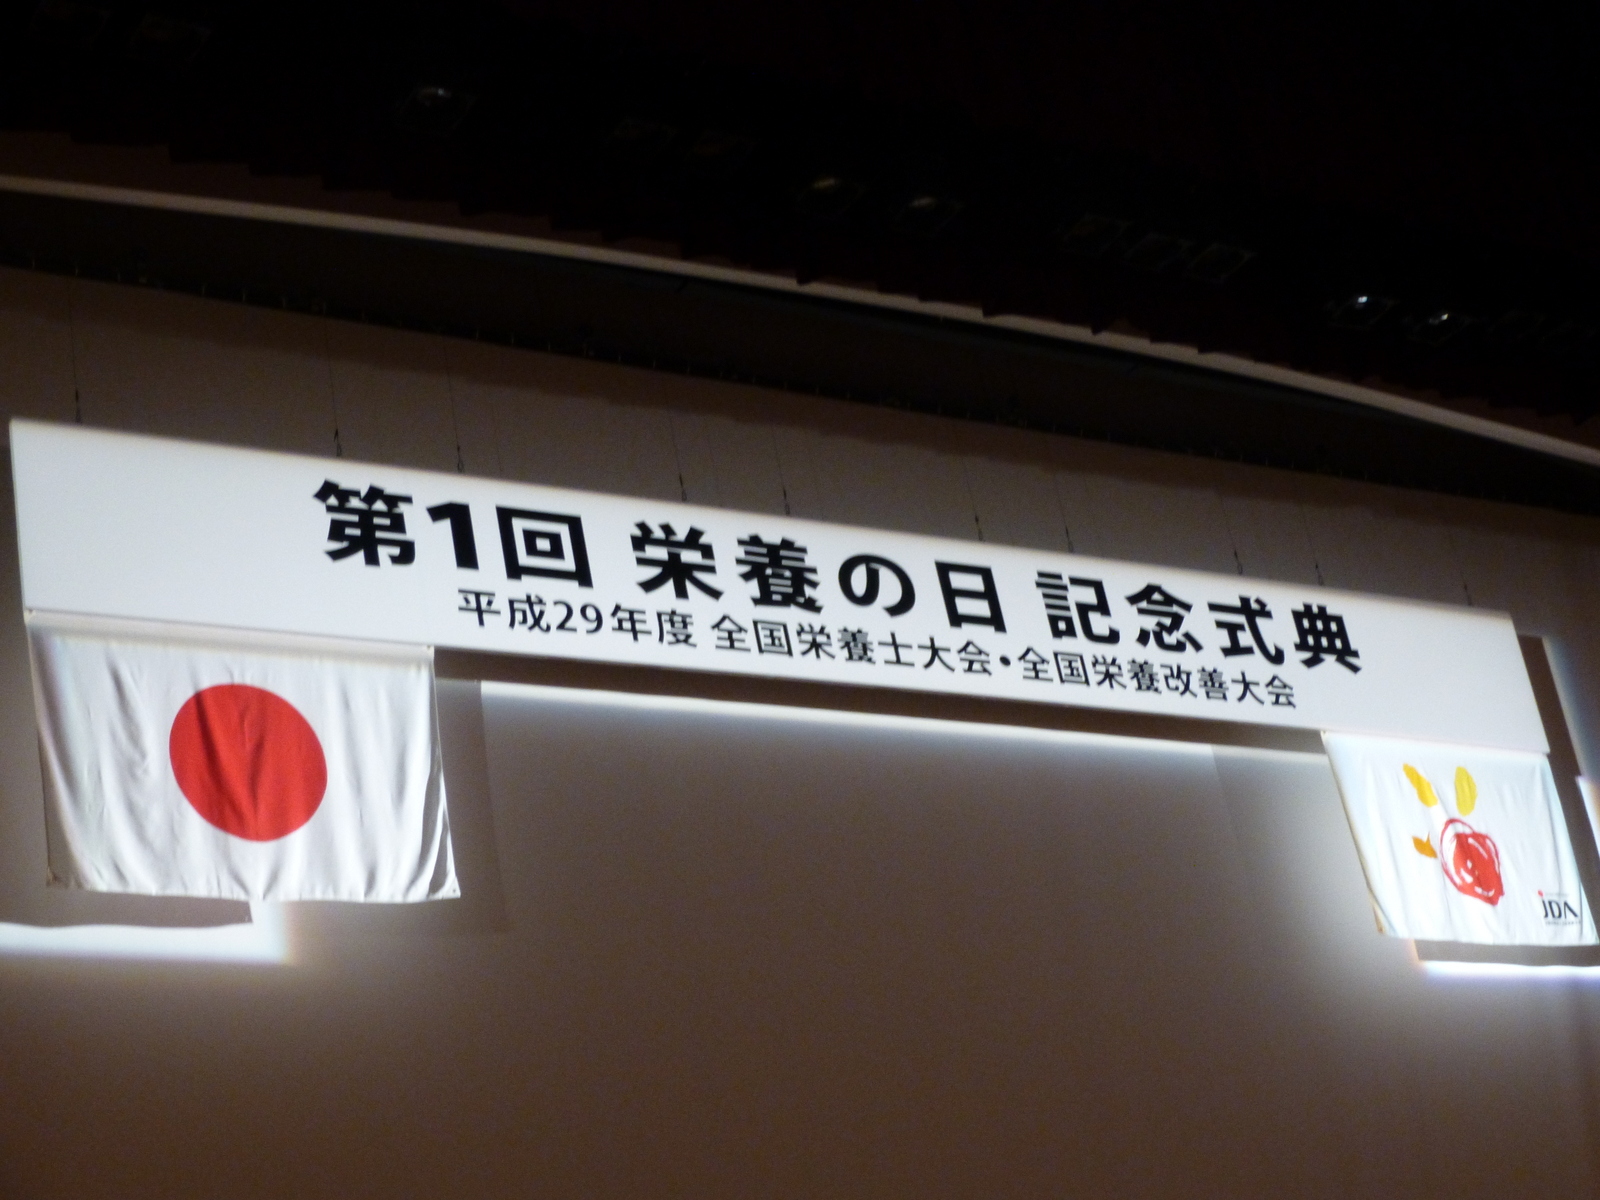 第1回 栄養の日 記念式典
平成29年度 全国栄養士大会・全国栄養改善大会
JDA